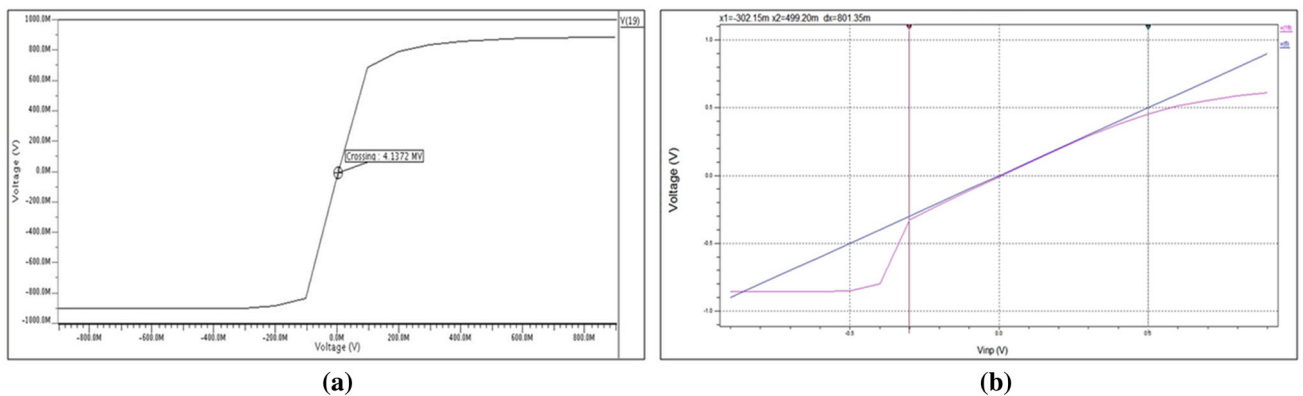 1000.0M
800.0M
600.0M
400.0M
200.0M
0.0M
-200.0M
-400.0M
-600.0M
-800.0M
-1000.0M
Voltage (V)
V(19)
Crossing : 4.1372 MV
-800.0M -600.0M -400.0M -200.0M 0.0M 200.0M 400.0M 600.0M 800.0M
Voltage (V)
(a)
x1=-302.15m x2=499.20m dx=801.35m
1.0
0.5
0.0
-0.5
-1.0
Voltage (V)
-0.5 0.0 0.5
Vinp (V)
(b)